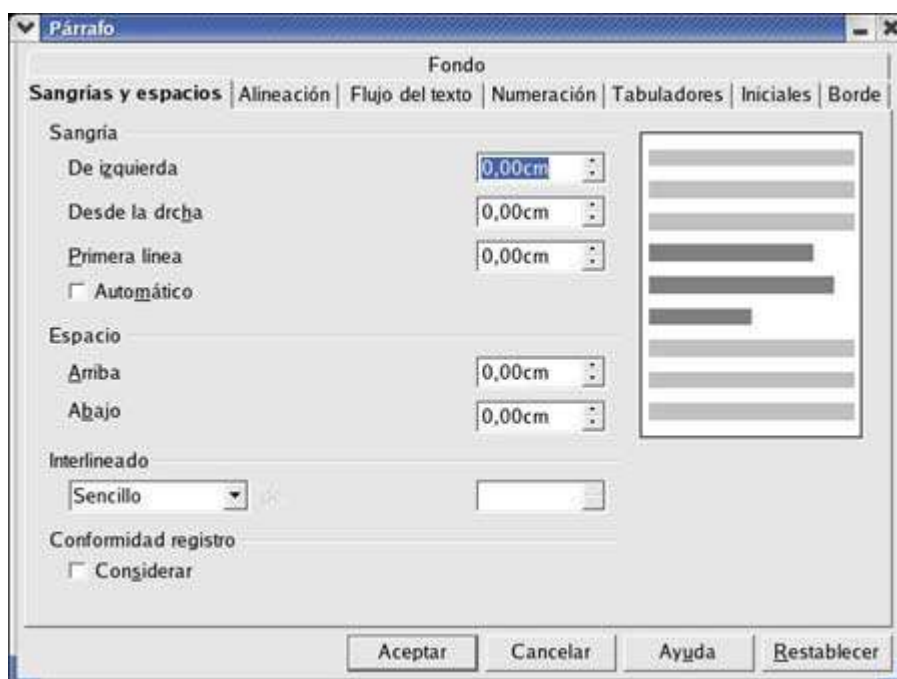 Párrafo
Fondo
Sangrías y espacios Alineación Flujo del texto Numeración Tabuladores Iniciales Borde
Sangría
De izquierda 0,00cm
Desde la drcha 0,00cm
Primera línea 0,00cm
Automático
Espacio
Arriba 0,00cm
Abajo 0,00cm
Interlineado
Sencillo de
Conformidad registro
Considerar
Aceptar Cancelar Ayuda Restablecer